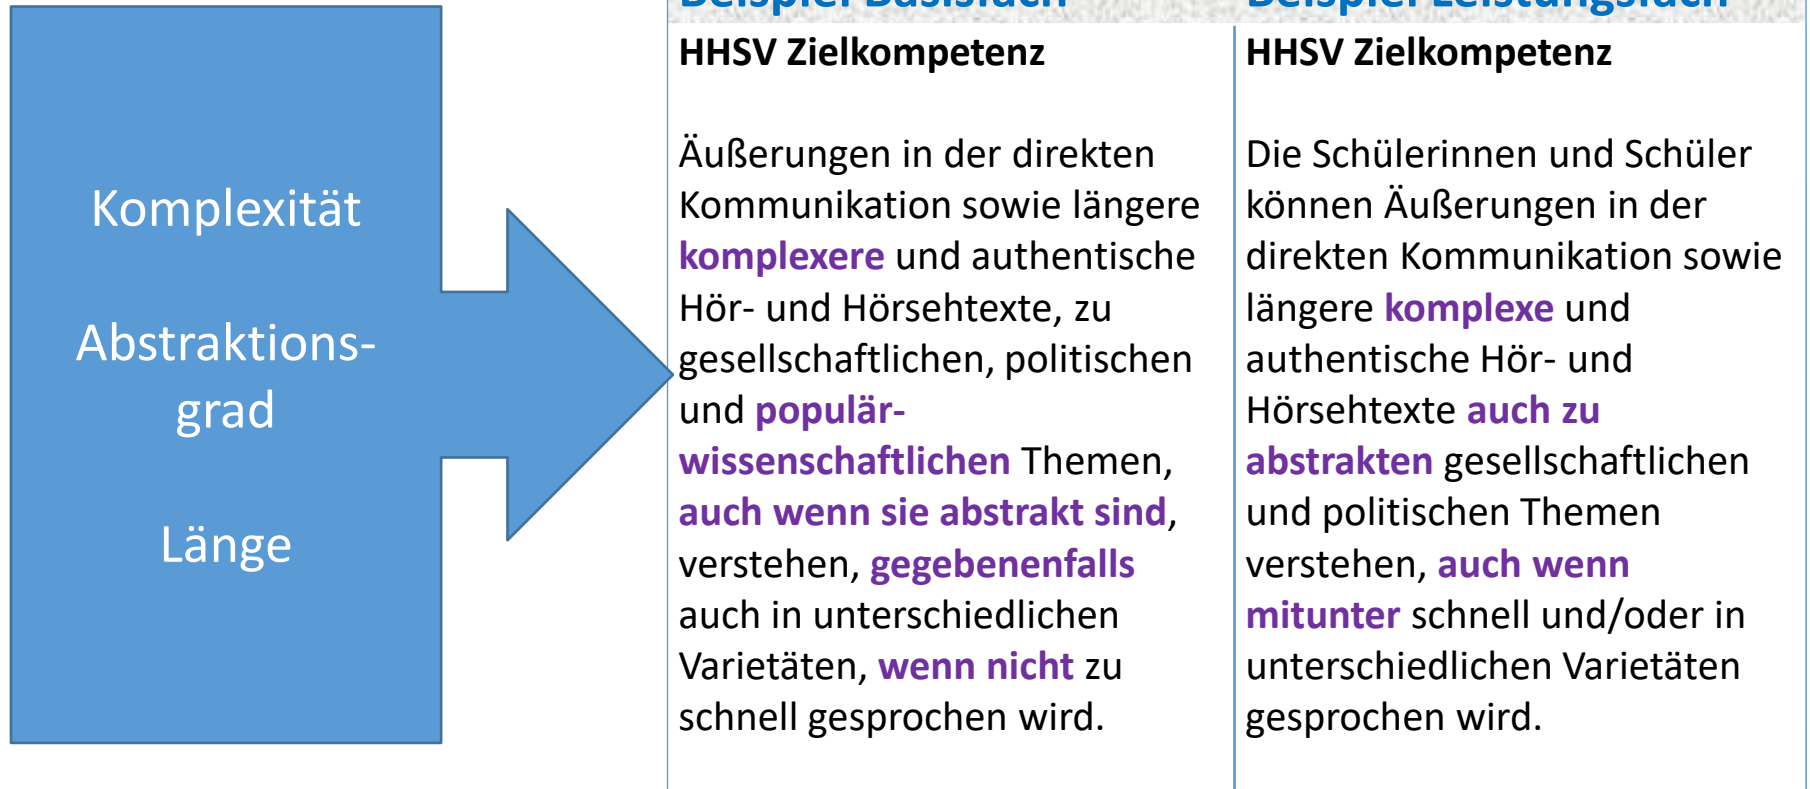 Komplexität
Abstraktions-
grad
Länge
Beispiel Basisfach
HHSV Zielkompetenz
Äußerungen in der direkten
Kommunikation sowie längere
komplexere und authentische
Hör- und Hörsehtexte, zu
gesellschaftlichen, politischen
und populär-
wissenschaftlichen Themen,
auch wenn sie abstrakt sind,
verstehen, gegebenenfalls
auch in unterschiedlichen
Varietäten, wenn nicht zu
schnell gesprochen wird.
Beispiel Leistungsfach
HHSV Zielkompetenz
Die Schülerinnen und Schüler
können Äußerungen in der
direkten Kommunikation sowie
längere komplexe und
authentische Hör- und
Hörsehtexte auch zu
abstrakten gesellschaftlichen
und politischen Themen
verstehen, auch wenn
mitunter schnell und/oder in
unterschiedlichen Varietäten
gesprochen wird.